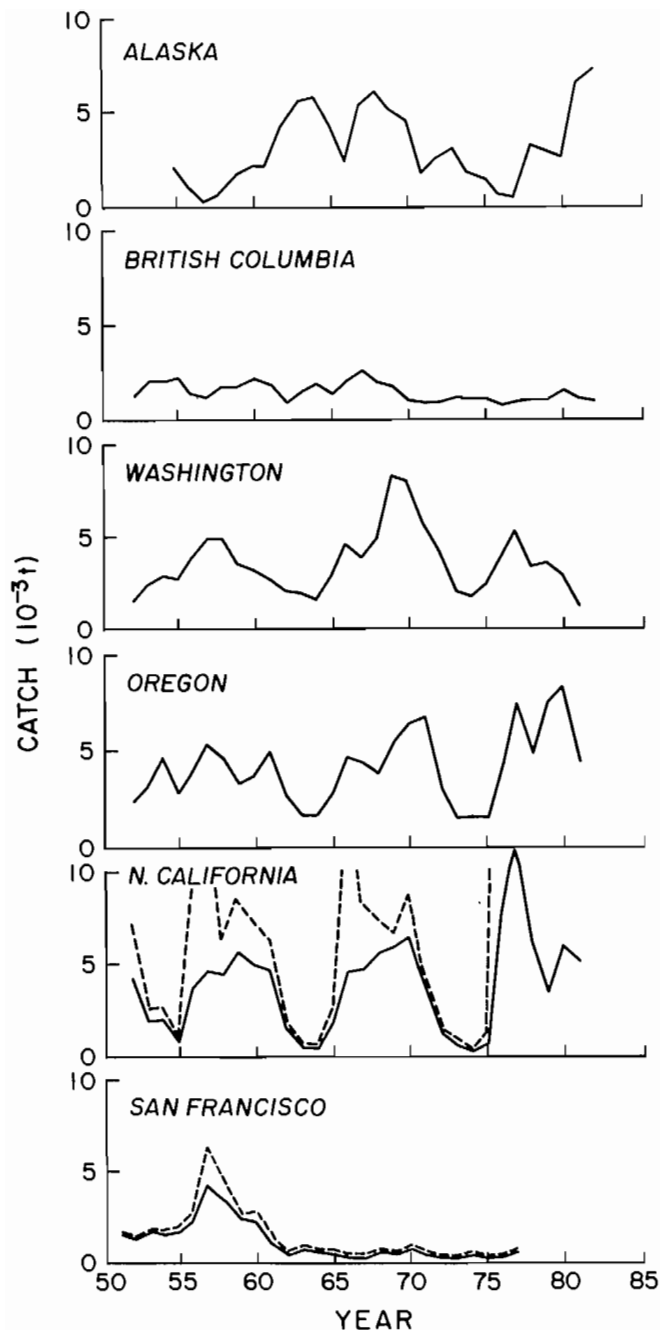 10
ALASKA
5
0
10
BRITISH COLUMBIA
5
0
10
WASHINGTON
5
0
CATCH (10⁻³t)
10
OREGON
5
0
10
N. CALIFORNIA
5
0
10
SAN FRANCISCO
5
0
50 55 60 65 70 75 80 85
YEAR